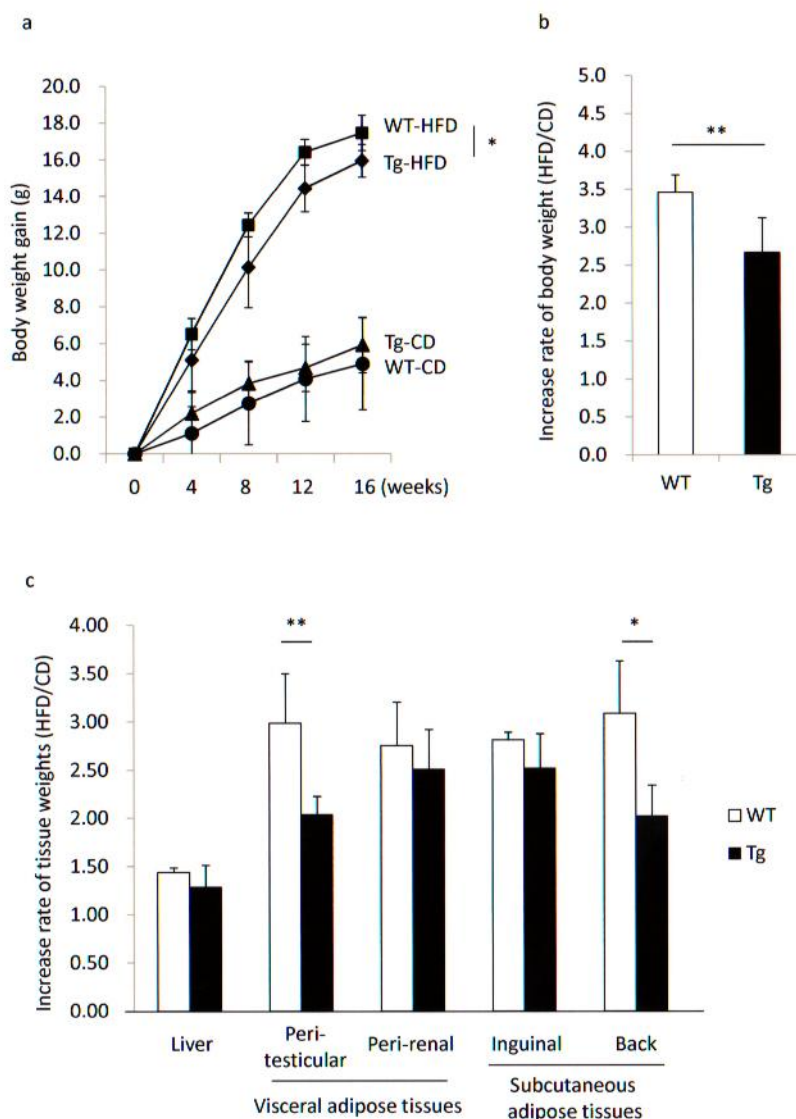 a
Body weight gain (g)
20.0
18.0
16.0
14.0
12.0
10.0
8.0
6.0
4.0
2.0
0.0
WT-HFD
*
Tg-HFD
Tg-CD
WT-CD
0 4 8 12 16 (weeks)
b
Increase rate of body weight (HFD/CD)
5.0
4.5
4.0
3.5
3.0
2.5
2.0
1.5
1.0
0.5
0.0
**
WT Tg
c
Increase rate of tissue weights (HFD/CD)
4.00
3.50
3.00
2.50
2.00
1.50
1.00
0.50
0.00
**
*
WT
Tg
Liver
Peri-
testicular
Peri-renal
Inguinal
Back
Visceral adipose tissues
Subcutaneous
adipose tissues